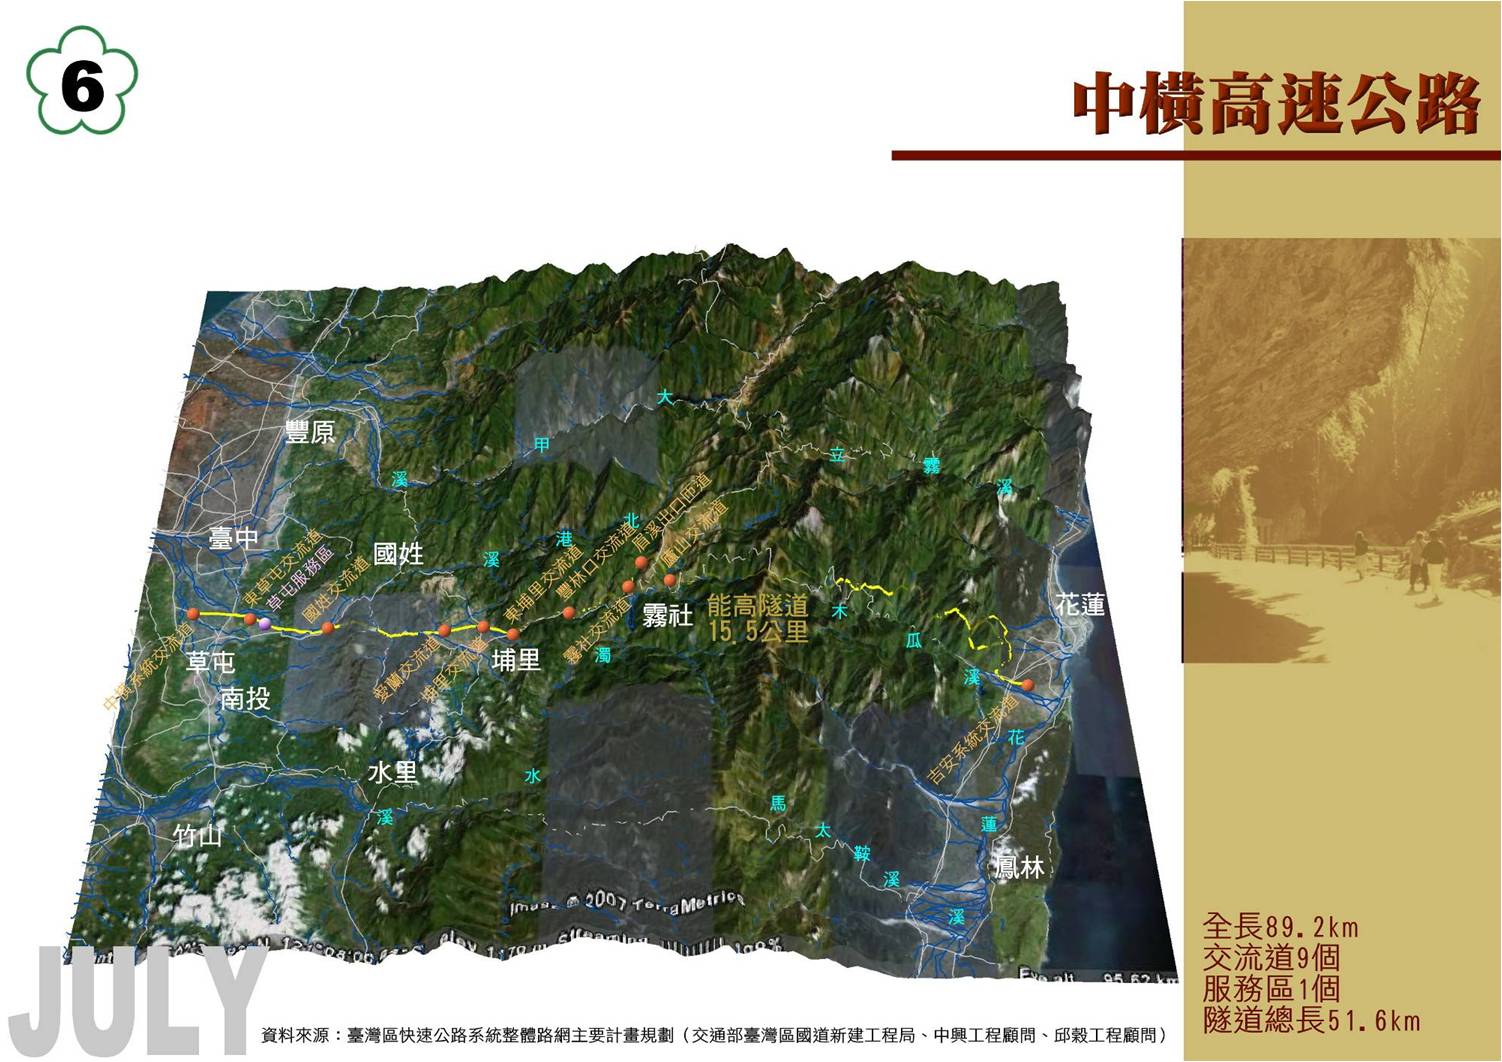 6
中橫高速公路
大
甲
溪
立
霧
溪
豐原
臺中
國姓
北
港
溪
東草屯交流道
草屯服務區
國姓交流道
東埔里交流道
豐林口交流道
眉溪出口匝道
廬山交流道
中橫系統交流道
草屯
南投
愛蘭交流道
埔里交流道
埔里
霧社交流道
霧社
能高隧道
15.5公里
濁
水
溪
木
瓜
溪
花蓮
吉安系統交流道
花
蓮
溪
水里
竹山
馬
太
鞍
溪
鳳林
Image © 2007 TerraMetrics
Streaming
100%
Eye alt 95.62 km
全長89.2km
交流道9個
服務區1個
隧道總長51.6km
JULY
資料來源：臺灣區快速公路系統整體路網主要計畫規劃（交通部臺灣區國道新建工程局、中興工程顧問、邱穀工程顧問）